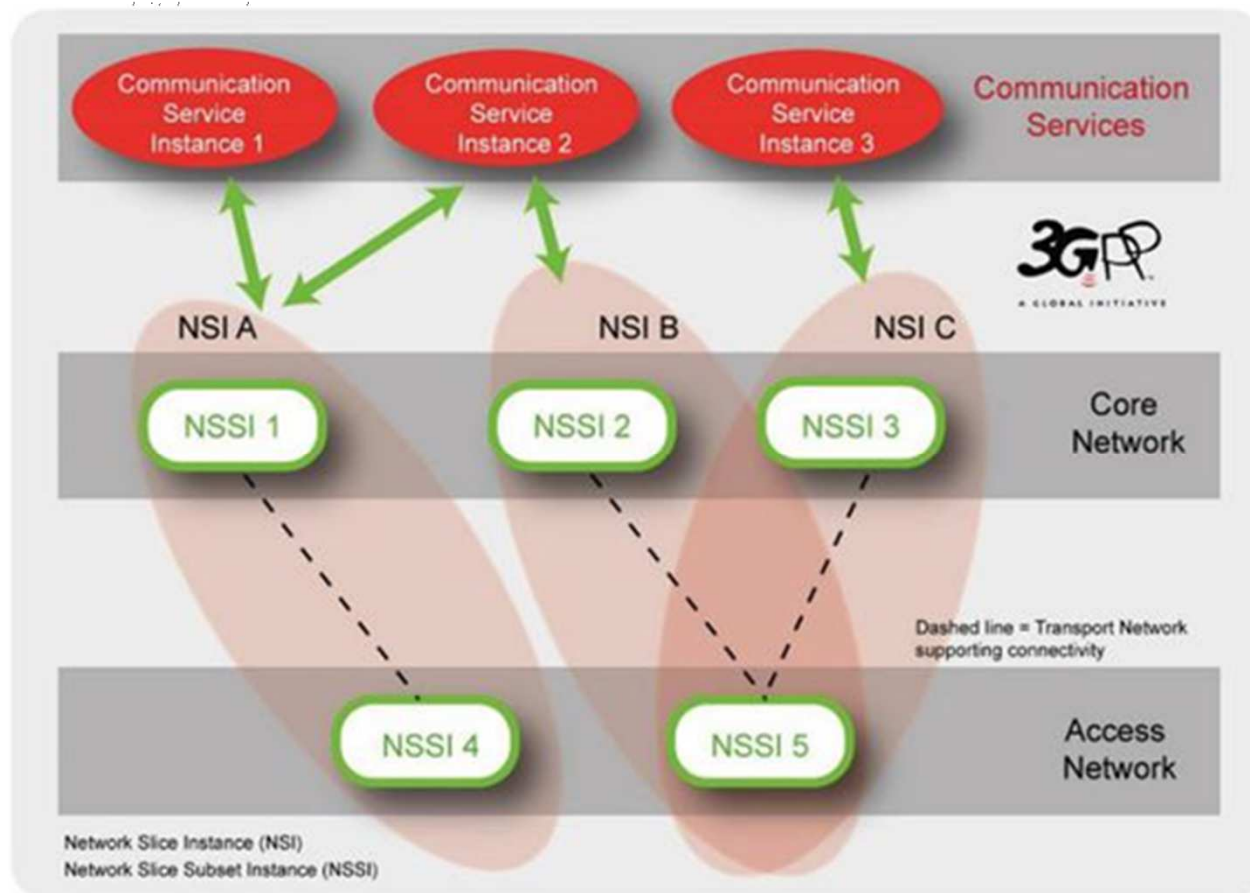 Communication
Service
Instance 1
Communication
Service
Instance 2
Communication
Service
Instance 3
Communication
Services
3GPP™
A GLOBAL INITIATIVE
NSI A
NSI B
NSI C
NSSI 1
NSSI 2
NSSI 3
Core
Network
Dashed line = Transport Network
supporting connectivity
NSSI 4
NSSI 5
Access
Network
Network Slice Instance (NSI)
Network Slice Subset Instance (NSSI)